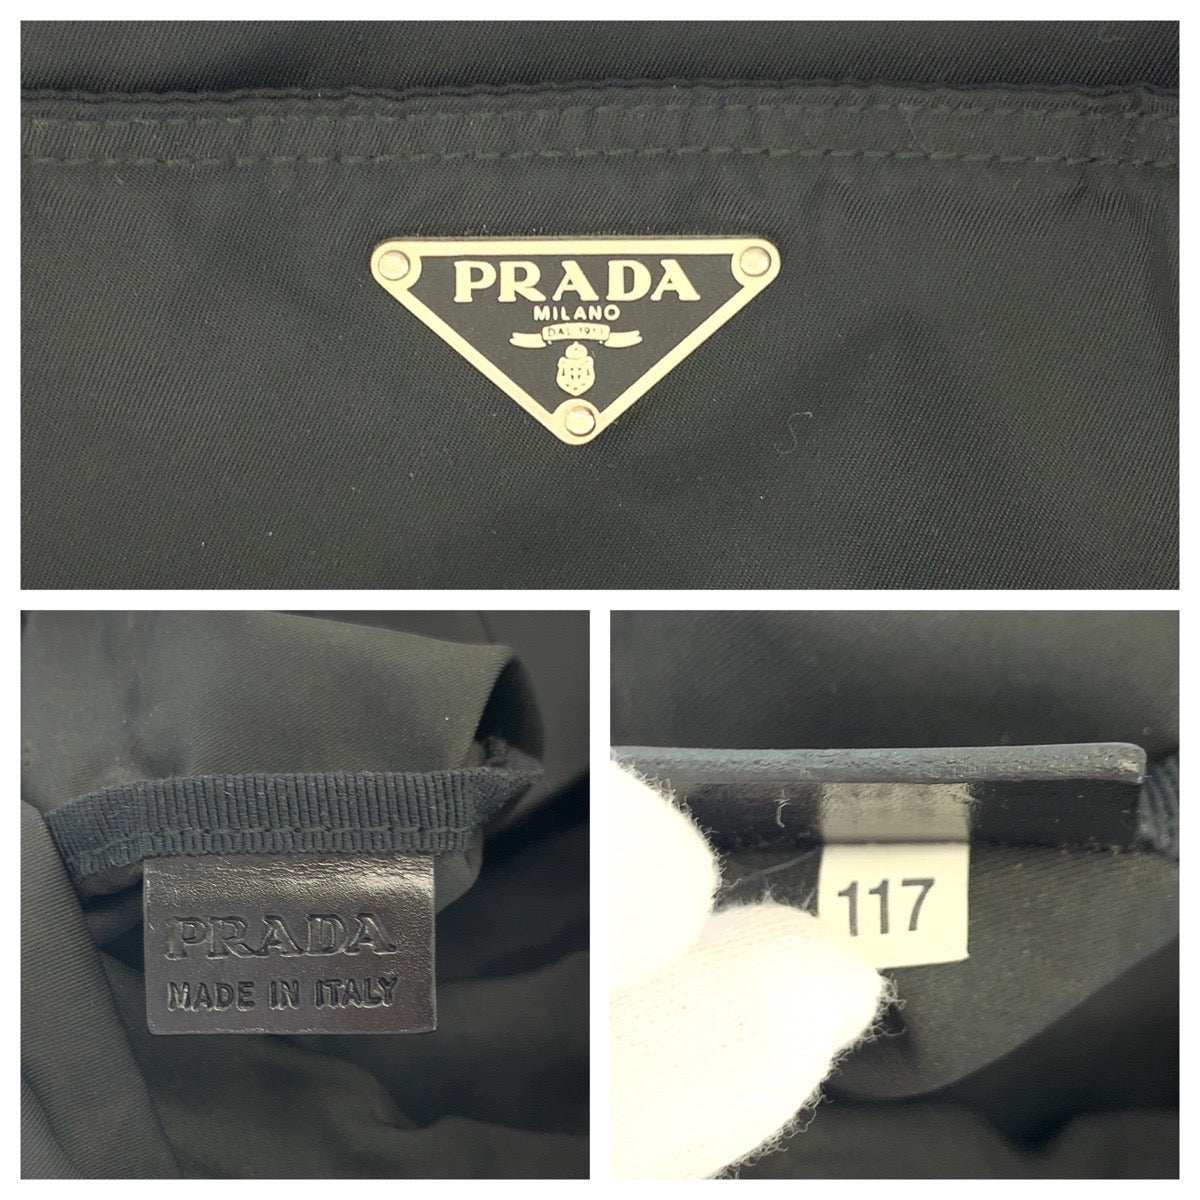 PRADA
MILANO
DAL 1913
PRADA
MADE IN ITALY
117